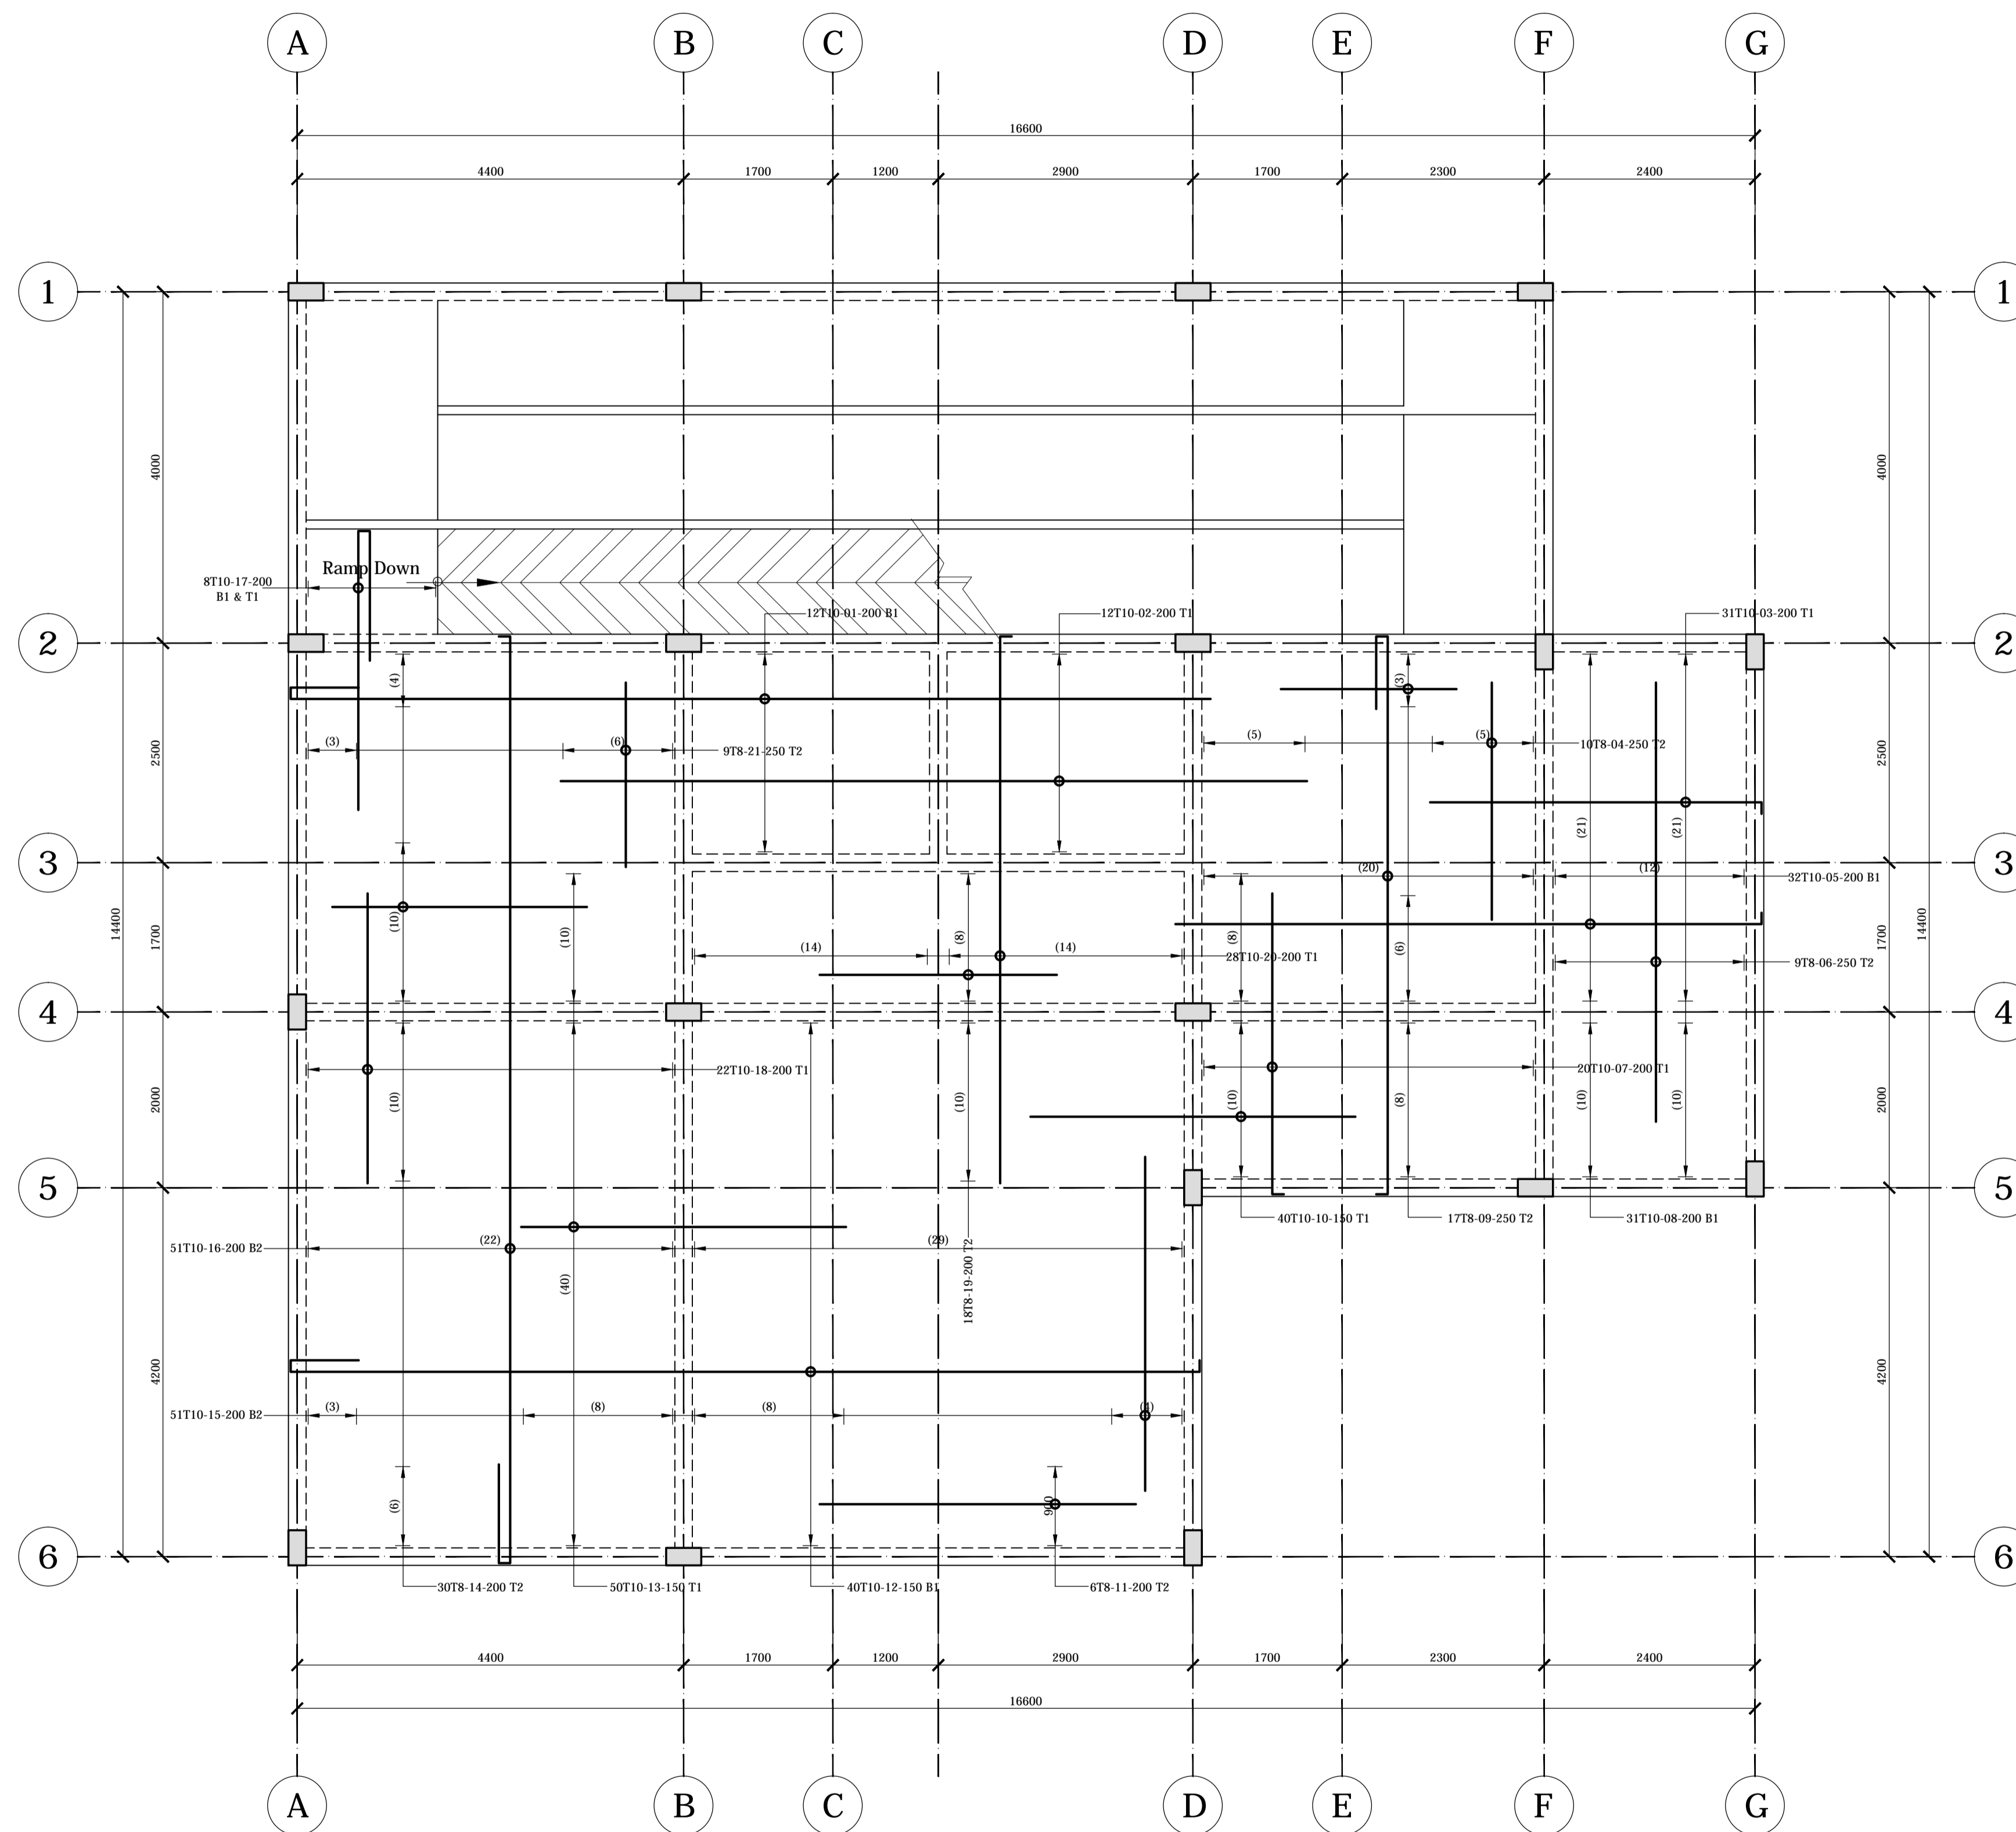 A B C D E F G
16600
4400 1700 1200 2900 1700 2300 2400
1 1
4000 4000
Ramp Down
8T10-17-200
B1 & T1
12T10-01-200 B1 12T10-02-200 T1 31T10-03-200 T1
2 2
(4) (3)
(3) (6) 9T8-21-250 T2 (5) (5) 10T8-04-250 T2
2500 2500
(21) (21)
3 3
(20) (12) 32T10-05-200 B1
14400 1700 (10) (10) (8) (8) (6) 1700 14400
(14) (14) 28T10-20-200 T1 9T8-06-250 T2
4 4
22T10-18-200 T1 20T10-07-200 T1
2000 (10) (10) (10) (8) (10) (10) 2000
5 5
40T10-10-150 T1 17T8-09-250 T2 31T10-08-200 B1
51T10-16-200 B2 (22) (29)
(40) 18T8-19-200 T2
4200 4200
51T10-15-200 B2 (3) (8) (8) (4)
(6) 900
6 6
30T8-14-200 T2 50T10-13-150 T1 40T10-12-150 B1 6T8-11-200 T2
4400 1700 1200 2900 1700 2300 2400
16600
A B C D E F G